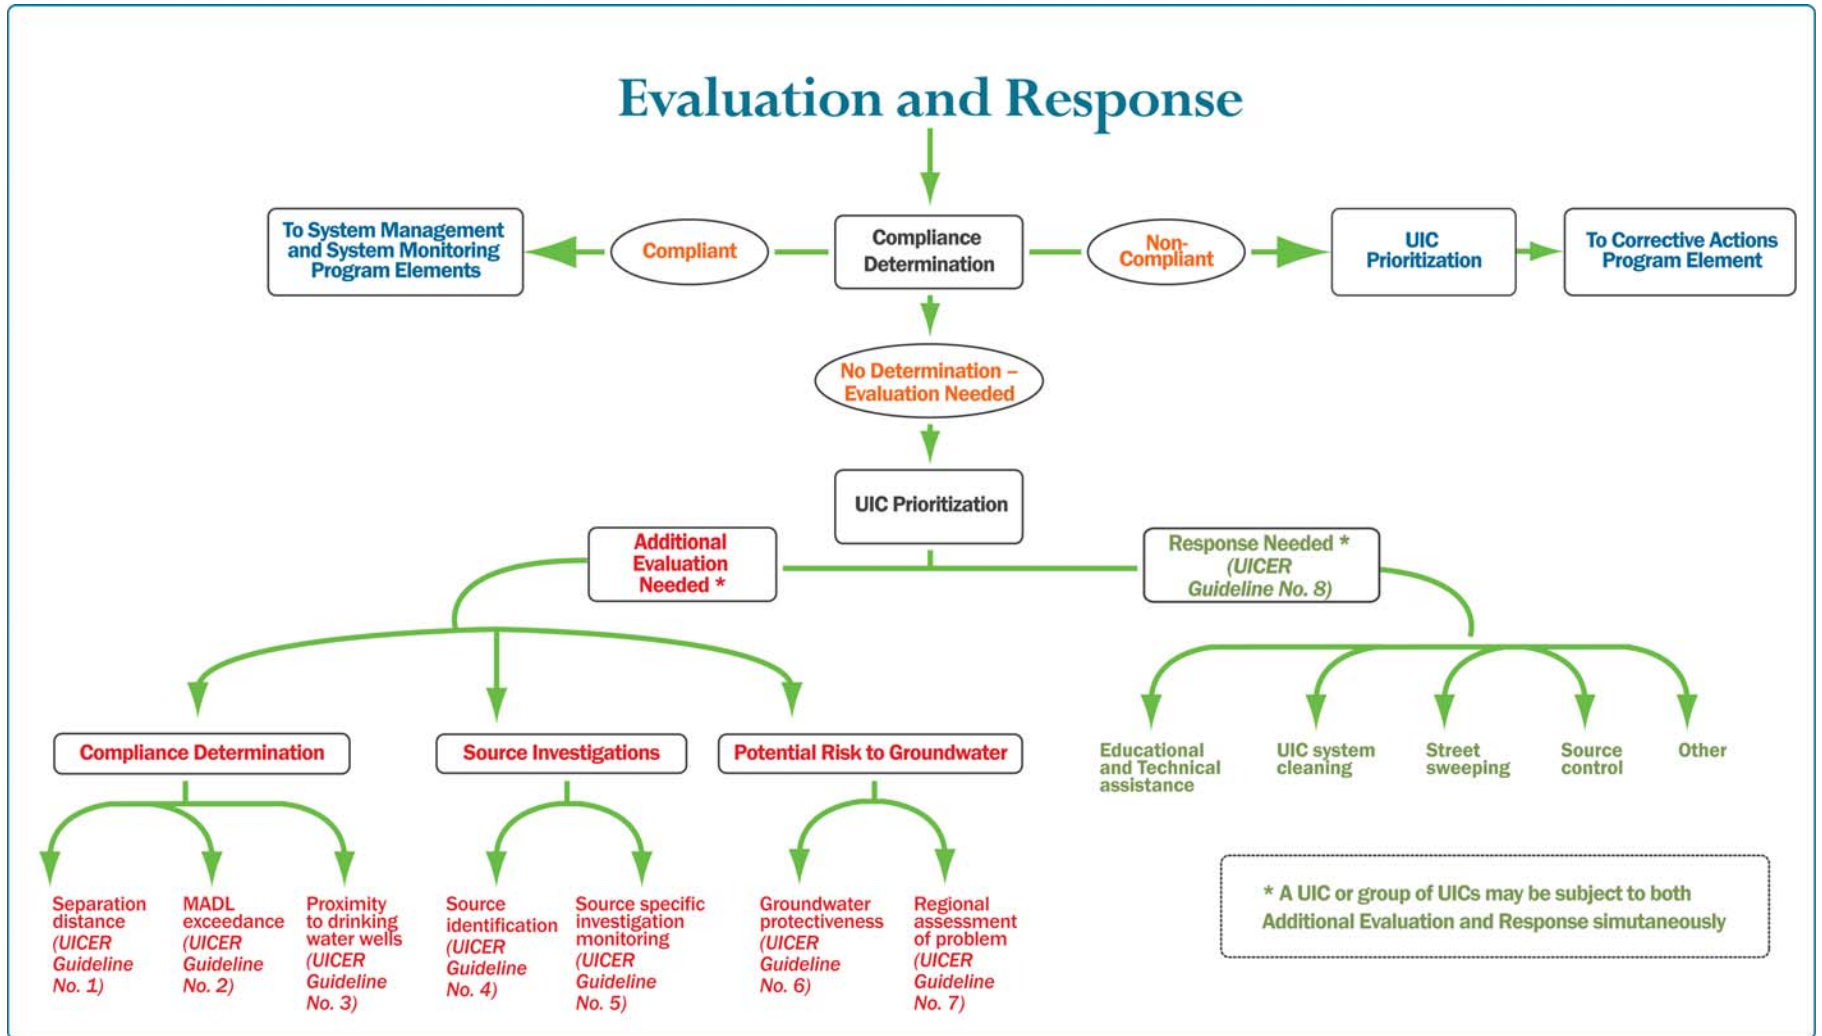 Evaluation and Response
To System Management
and System Monitoring
Program Elements
Compliant
Compliance
Determination
Non-
Compliant
UIC
Prioritization
To Corrective Actions
Program Element
No Determination –
Evaluation Needed
UIC Prioritization
Additional
Evaluation
Needed *
Response Needed *
(UICER
Guideline No. 8)
Compliance Determination
Source Investigations
Potential Risk to Groundwater
Educational
and Technical
assistance
UIC system
cleaning
Street
sweeping
Source
control
Other
Separation
distance
(UICER
Guideline
No. 1)
MADL
exceedance
(UICER
Guideline
No. 2)
Proximity
to drinking
water wells
(UICER
Guideline
No. 3)
Source
identification
(UICER
Guideline
No. 4)
Source specific
investigation
monitoring
(UICER
Guideline
No. 5)
Groundwater
protectiveness
(UICER
Guideline
No. 6)
Regional
assessment
of problem
(UICER
Guideline
No. 7)
* A UIC or group of UICs may be subject to both
Additional Evaluation and Response simutaneously